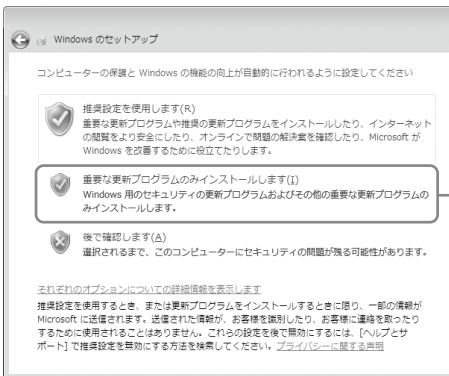 Windows のセットアップ
コンピューターの保護と Windows の機能の向上が自動的に行われるように設定してください
推奨設定を使用します(R)
重要な更新プログラムや推奨の更新プログラムをインストールしたり、インターネット
の閲覧をより安全にしたり、オンラインで問題の解決策を確認したり、Microsoft が
Windows を改善するために役立てたりします。
重要な更新プログラムのみインストールします(I)
Windows 用のセキュリティの更新プログラムおよびその他の重要な更新プログラムの
みインストールします。
後で確認します(A)
選択されるまで、このコンピューターにセキュリティの問題が残る可能性があります。
それぞれのオプションについての詳細情報を表示します
推奨設定を使用するとき、または更新プログラムをインストールするときに限り、一部の情報が
Microsoft に送信されます。送信された情報が、お客様を識別したり、お客様に連絡を取ったり
するために使用されることはありません。これらの設定を後で無効にするには、[ヘルプとサ
ポート] で推奨設定を無効にする方法を検索してください。プライバシーに関する声明